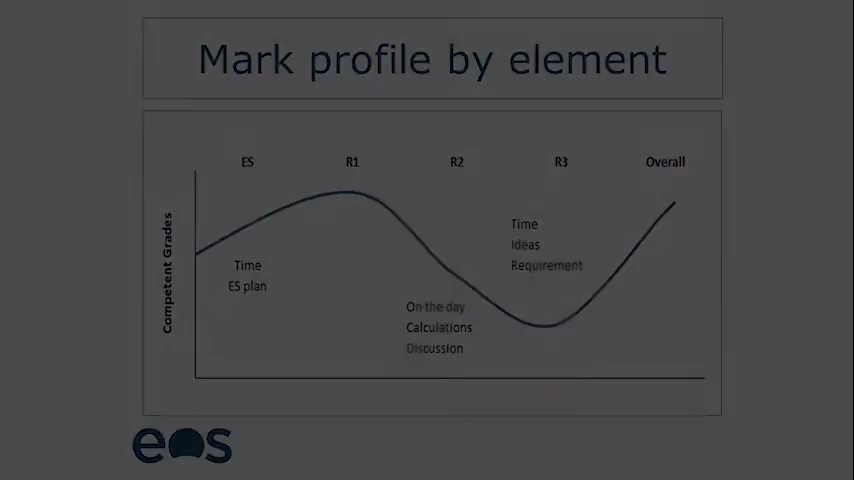 Mark profile by element
ES R1 R2 R3 Overall
Competent Grades
Time
Ideas
Requirement
Time
ES plan
On the day
Calculations
Discussion
eos